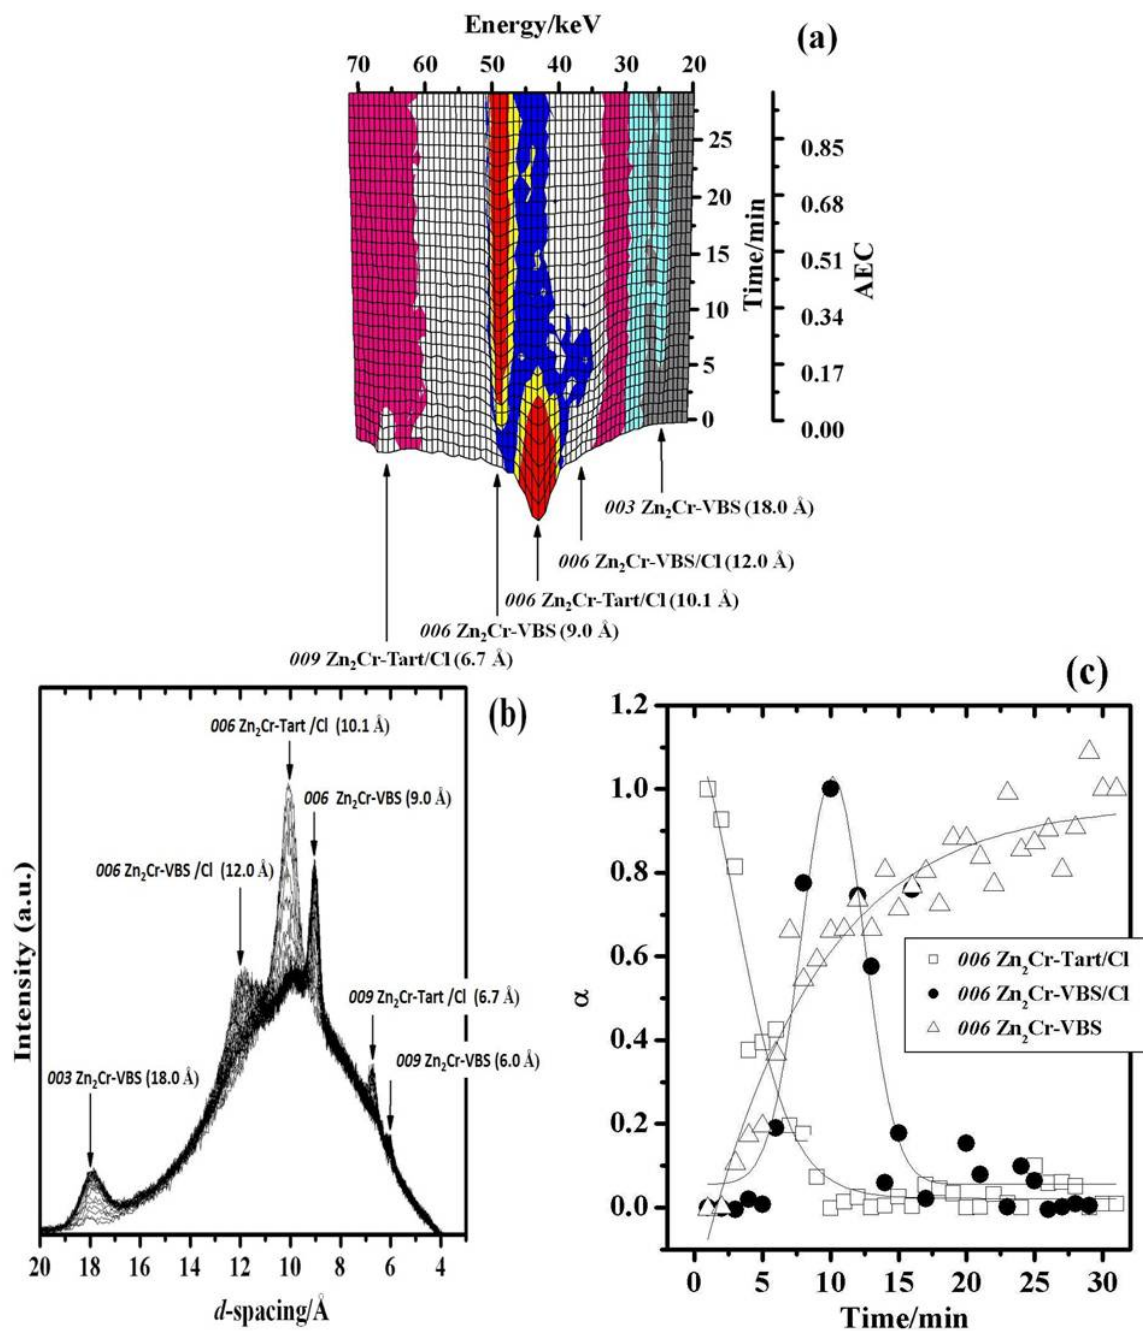 Energy/keV
(a)
70 60 50 40 30 20
25
20
15
10
5
0
Time/min
0.85
0.68
0.51
0.34
0.17
0.00
AEC
003 Zn₂Cr-VBS (18.0 Å)
006 Zn₂Cr-VBS/Cl (12.0 Å)
006 Zn₂Cr-Tart/Cl (10.1 Å)
006 Zn₂Cr-VBS (9.0 Å)
009 Zn₂Cr-Tart/Cl (6.7 Å)
(b)
006 Zn₂Cr-Tart /Cl (10.1 Å)
006 Zn₂Cr-VBS (9.0 Å)
006 Zn₂Cr-VBS /Cl (12.0 Å)
009 Zn₂Cr-Tart /Cl (6.7 Å)
009 Zn₂Cr-VBS (6.0 Å)
003 Zn₂Cr-VBS (18.0 Å)
Intensity (a.u.)
20 18 16 14 12 10 8 6 4
d-spacing/Å
(c)
1.2
1.0
0.8
0.6
0.4
0.2
0.0
α
006 Zn₂Cr-Tart/Cl
006 Zn₂Cr-VBS/Cl
006 Zn₂Cr-VBS
0 5 10 15 20 25 30
Time/min